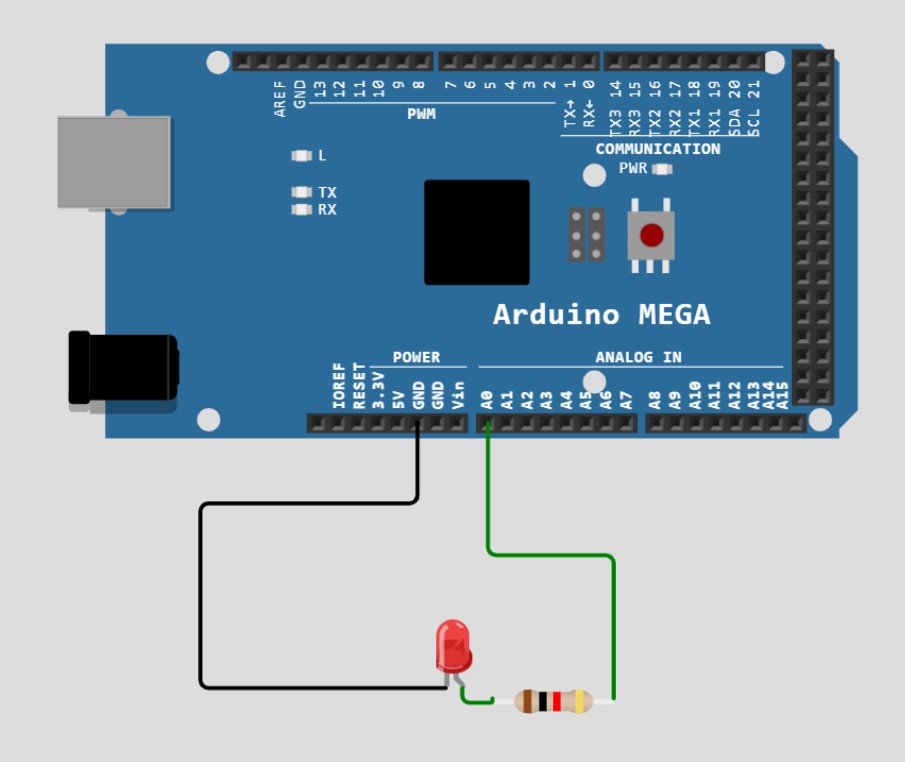 AREF
GND
13
12
11
10
9
8
7
6
5
4
3
2
TX→ 1
RX← 0
TX3 14
RX3 15
TX2 16
RX2 17
TX1 18
RX1 19
SDA 20
SCL 21
PWM
COMMUNICATION
L
PWR
TX
RX
Arduino MEGA
POWER
ANALOG IN
IOREF
RESET
3.3V
5V
GND
GND
Vin
A0
A1
A2
A3
A4
A5
A6
A7
A8
A9
A10
A11
A12
A13
A14
A15